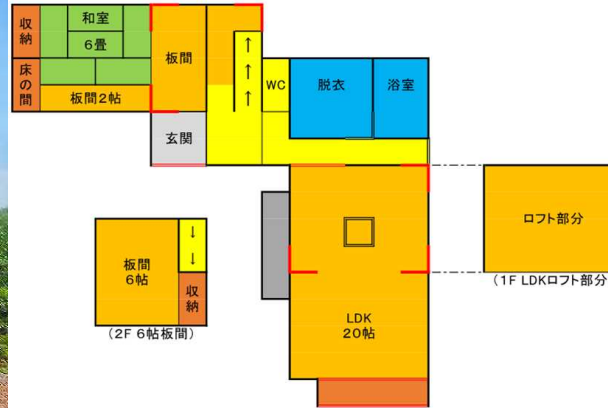 収納
和室
6畳
床の間
板間2帖
板間
玄関
↑
↑
↑
WC
脱衣
浴室
ロフト部分
(1F LDKロフト部分
板間
6帖
↓
↓
収納
(2F 6帖板間)
LDK
20帖